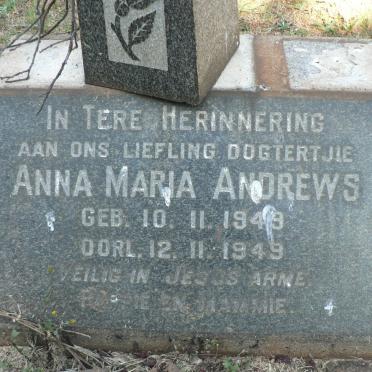 IN TERE HERINNERING
AAN ONS LIEFLING DOGTERTJIE
ANNA MARIA ANDREWS
GEB. 10. 11. 1949
OORL. 12. 11. 1949
VEILIG IN JESUS ARME.
POPPIE EN MAMMIE.